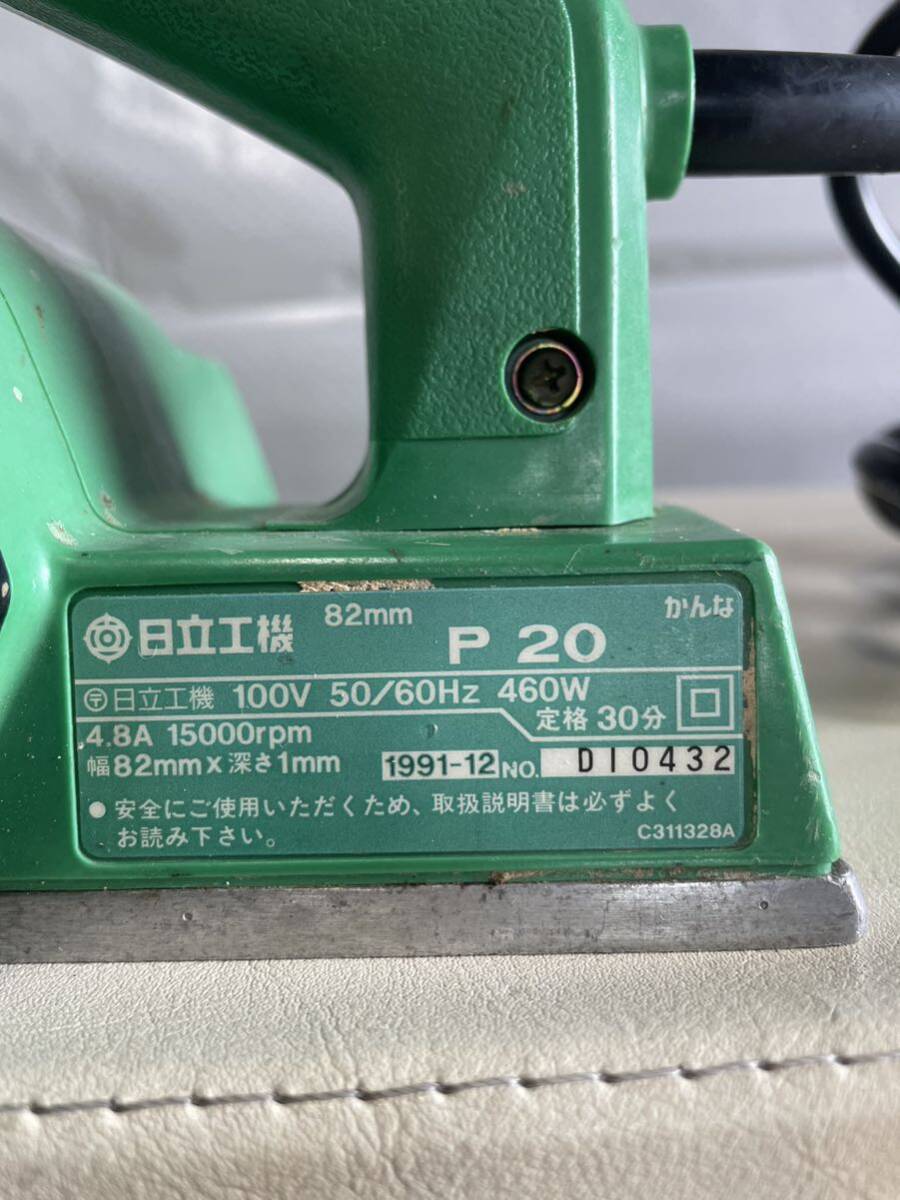 日立工機 82mm P 20 かんな
〒日立工機 100V 50/60Hz 460W
4.8A 15000rpm 定格 30分
幅82mm×深さ1mm 1991-12 NO. D10432
●安全にご使用いただくため、取扱説明書は必ずよく
お読み下さい。 C311328A